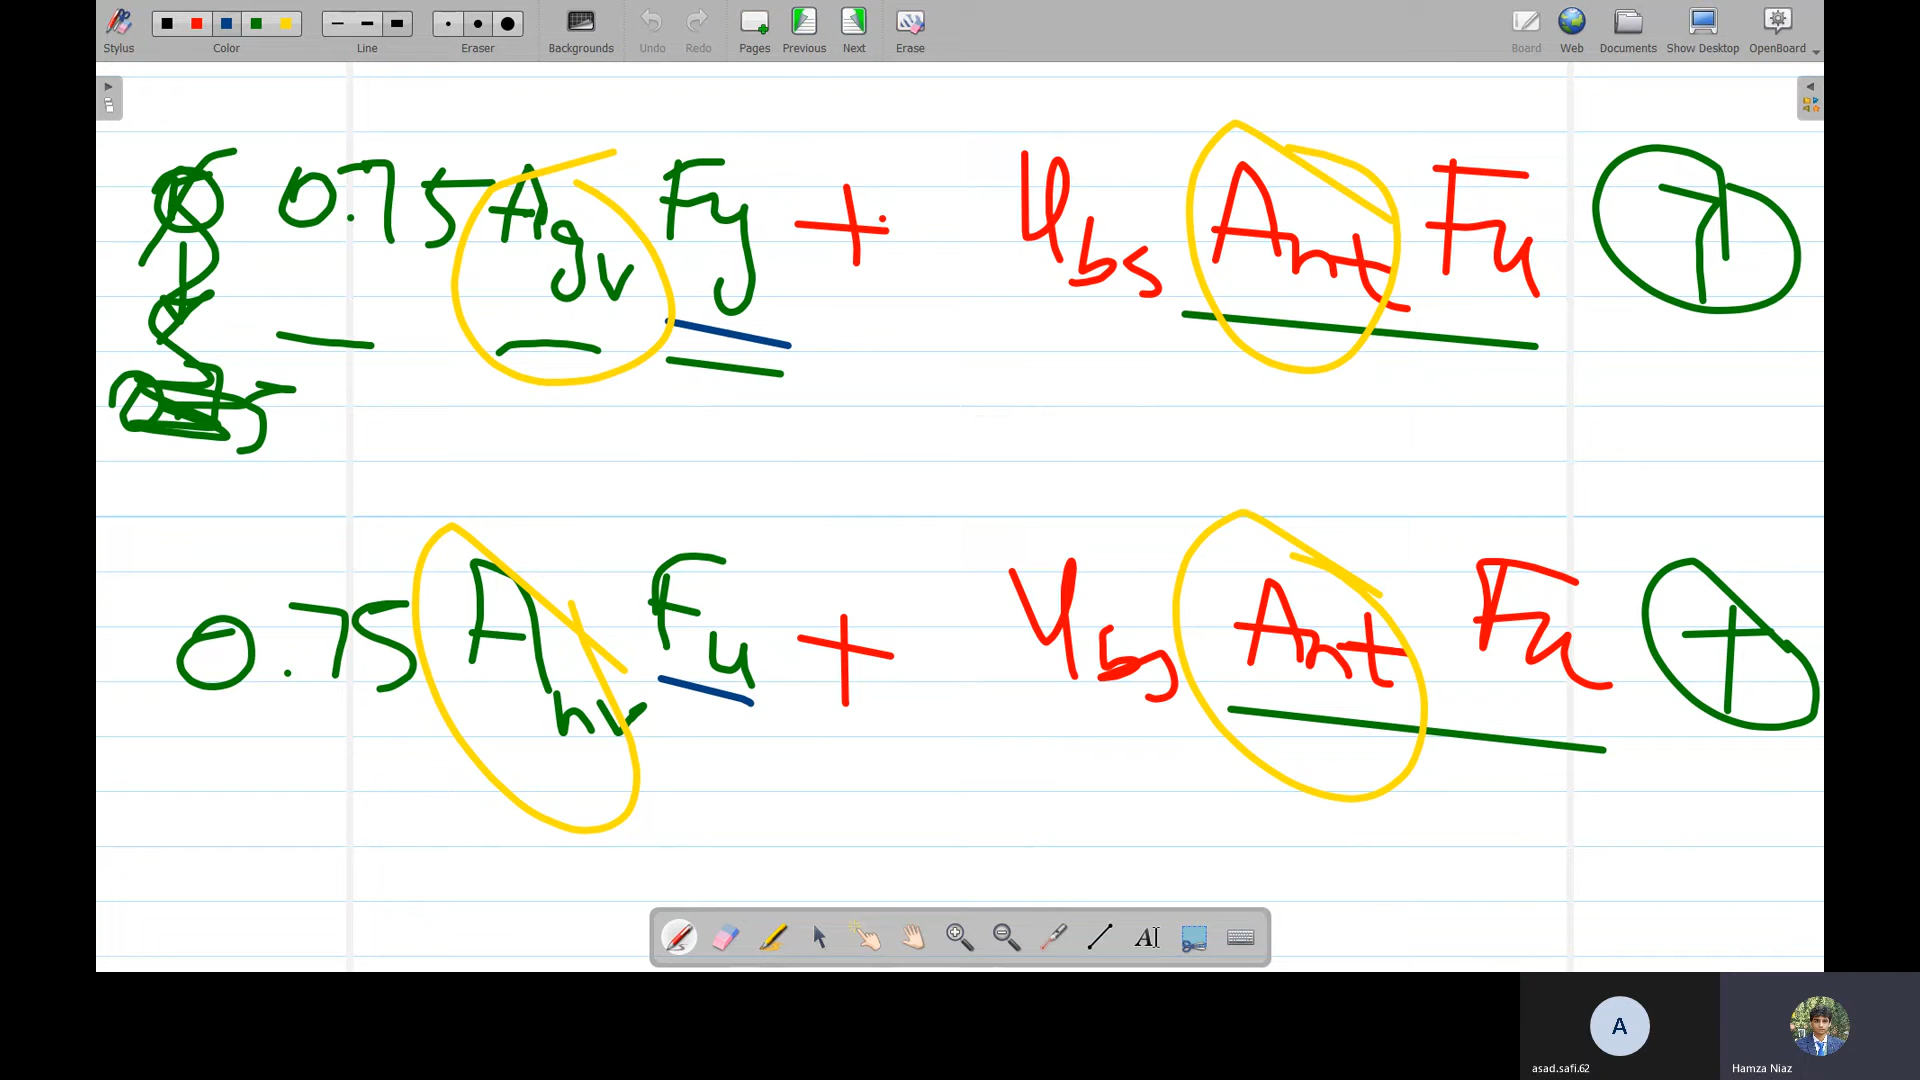 Stylus Color Line Eraser Backgrounds Undo Redo Pages Previous Next Erase Board Web Documents Show Desktop OpenBoard
0.75 Agv Fy + Ubs Ant Fu
0.75 Anv Fu + Ubs Ant Fu
A
asad.safi.62 Hamza Niaz